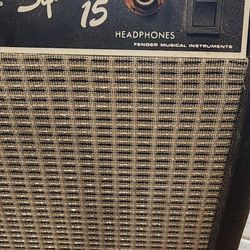 15
HEADPHONES
FENDER MUSICAL INSTRUMENTS